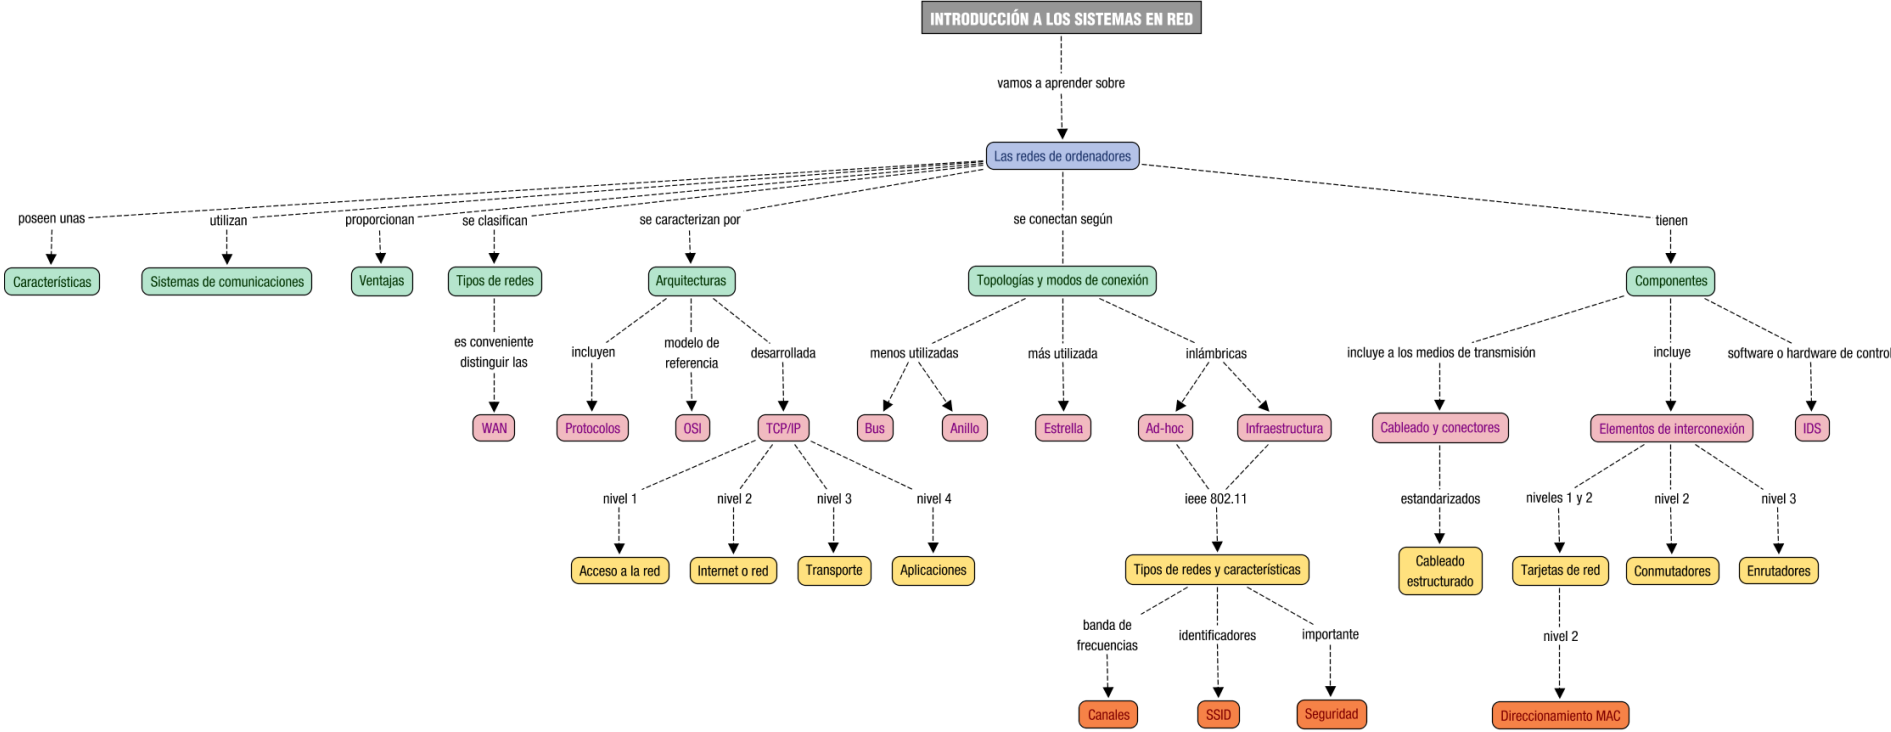 INTRODUCCIÓN A LOS SISTEMAS EN RED
vamos a aprender sobre
Las redes de ordenadores
poseen unas
utilizan
proporcionan
se clasifican
se caracterizan por
se conectan según
tienen
Características
Sistemas de comunicaciones
Ventajas
Tipos de redes
Arquitecturas
Topologías y modos de conexión
Componentes
es conveniente
distinguir las
incluyen
modelo de
referencia
desarrollada
menos utilizadas
más utilizada
inlámbricas
incluye a los medios de transmisión
incluye
software o hardware de control
WAN
Protocolos
OSI
TCP/IP
Bus
Anillo
Estrella
Ad-hoc
Infraestructura
Cableado y conectores
Elementos de interconexión
IDS
nivel 1
nivel 2
nivel 3
nivel 4
ieee 802.11
estandarizados
niveles 1 y 2
nivel 2
nivel 3
Acceso a la red
Internet o red
Transporte
Aplicaciones
Tipos de redes y características
Cableado
estructurado
Tarjetas de red
Conmutadores
Enrutadores
banda de
frecuencias
identificadores
importante
nivel 2
Canales
SSID
Seguridad
Direccionamiento MAC